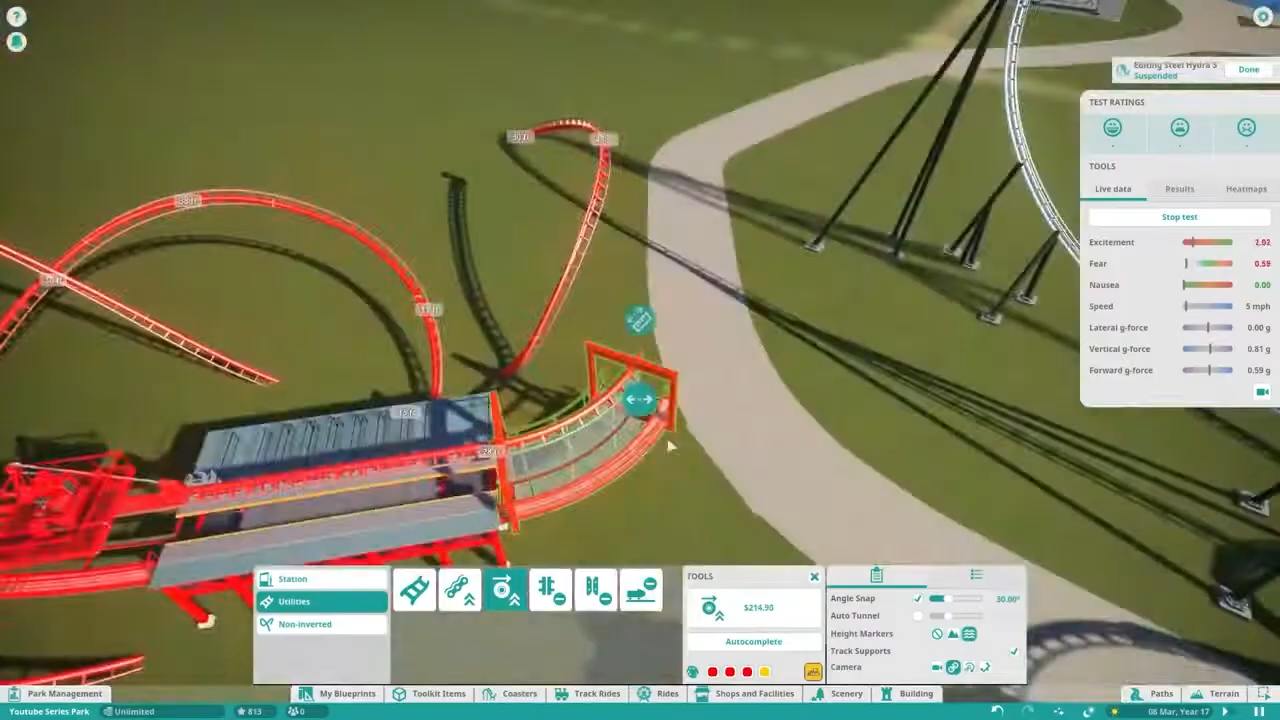 ?
Editing Steel Hydra 5
Suspended
Done
TEST RATINGS
TOOLS
Live data
Results
Heatmaps
Stop test
Excitement
Fear 0.59
Nausea 0.00
Speed 5 mph
Lateral g-force 0.00 g
Vertical g-force 0.81 g
Forward g-force 0.59 g
Station
Utilities
Non-inverted
TOOLS
$214.90
Autocomplete
Angle Snap 30.00°
Auto Tunnel
Height Markers
Track Supports
Camera
Park Management
My Blueprints
Toolkit Items
Coasters
Track Rides
Rides
Shops and Facilities
Scenery
Building
Paths
Terrain
Youtube Series Park
Unlimited
813
0
08 Mar, Year 17